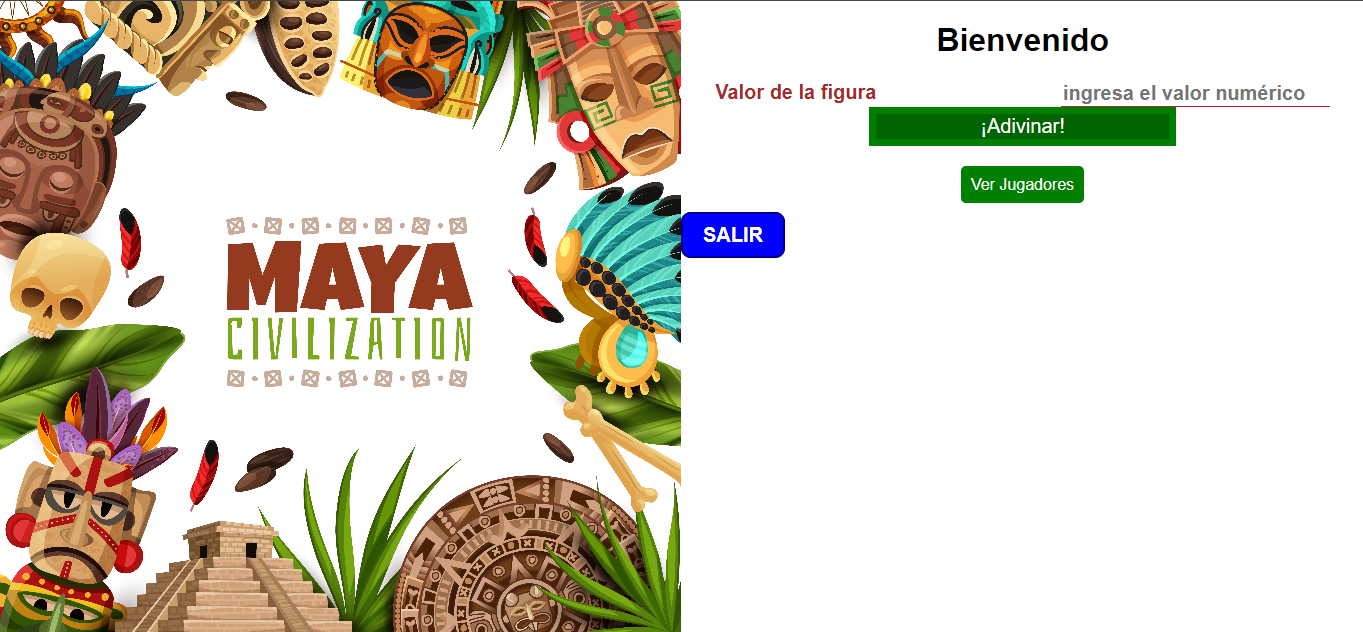 MAYA
CIVILIZATION
Bienvenido
Valor de la figura
ingresa el valor numérico
¡Adivinar!
Ver Jugadores
SALIR